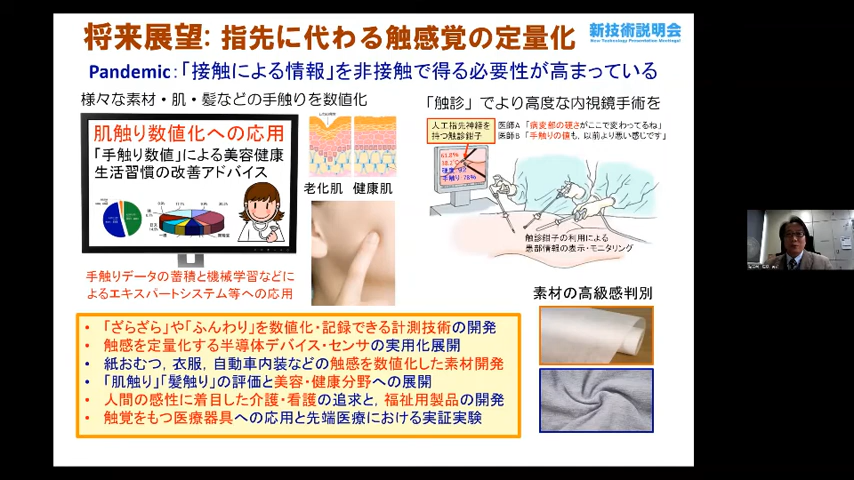 将来展望: 指先に代わる触感覚の定量化
新技術説明会
New Technology Presentation Meetings!
Pandemic:「接触による情報」を非接触で得る必要性が高まっている
様々な素材・肌・髪などの手触りを数値化
肌触り数値化への応用
「手触り数値」による美容健康
生活習慣の改善アドバイス
老化肌 健康肌
手触りデータの蓄積と機械学習などに
よるエキスパートシステム等への応用
「触診」でより高度な内視鏡手術を
人工指先神経を
持つ触診鉗子
医師A「病変部の硬さがここで変わってるね」
医師B「手触りの値も、以前より悪い感じです」
触診鉗子の利用による
患部情報の表示・モニタリング
素材の高級感判別
• 「ざらざら」や「ふんわり」を数値化・記録できる計測技術の開発
• 触感を定量化する半導体デバイス・センサの実用化展開
• 紙おむつ, 衣服, 自動車内装などの触感を数値化した素材開発
• 「肌触り」「髪触り」の評価と美容・健康分野への展開
• 人間の感性に着目した介護・看護の追求と, 福祉用製品の開発
• 触覚をもつ医療器具への応用と先端医療における実証実験